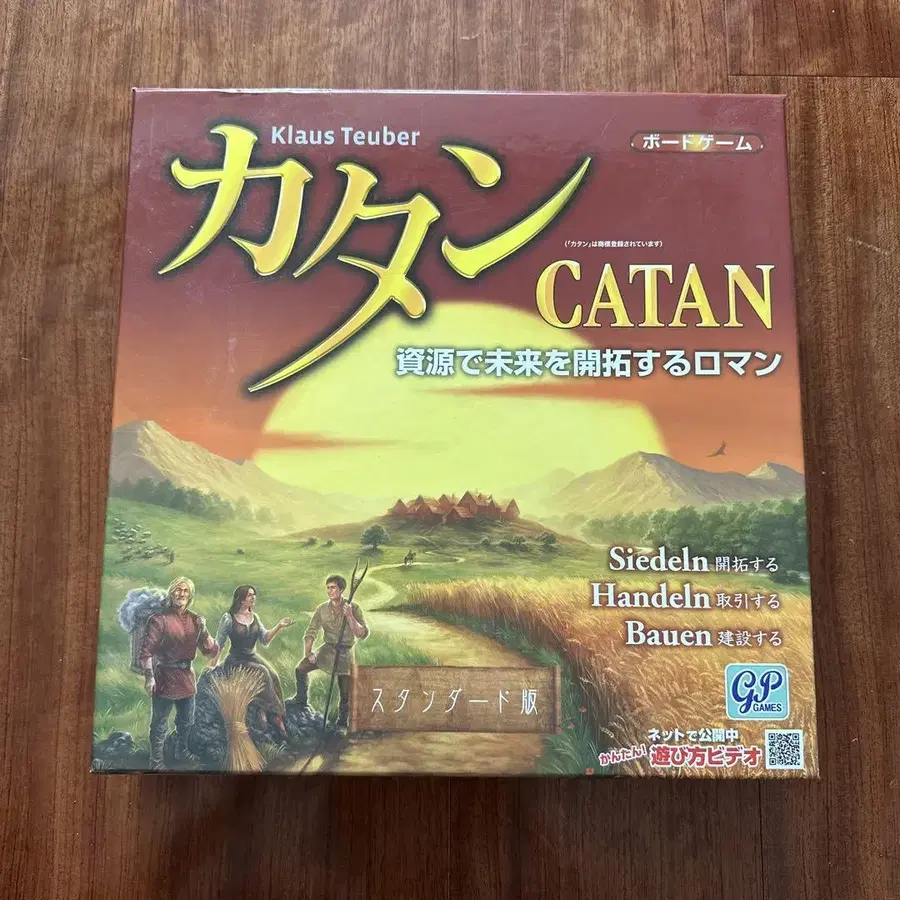 Klaus Teuber
ボードゲーム
カタン
(「カタン」は商標登録されています)
CATAN
資源で未来を開拓するロマン
Siedeln 開拓する
Handeln 取引する
Bauen 建設する
スタンダード版
GP
GAMES
ネットで公開中
かんたん! 遊び方ビデオ